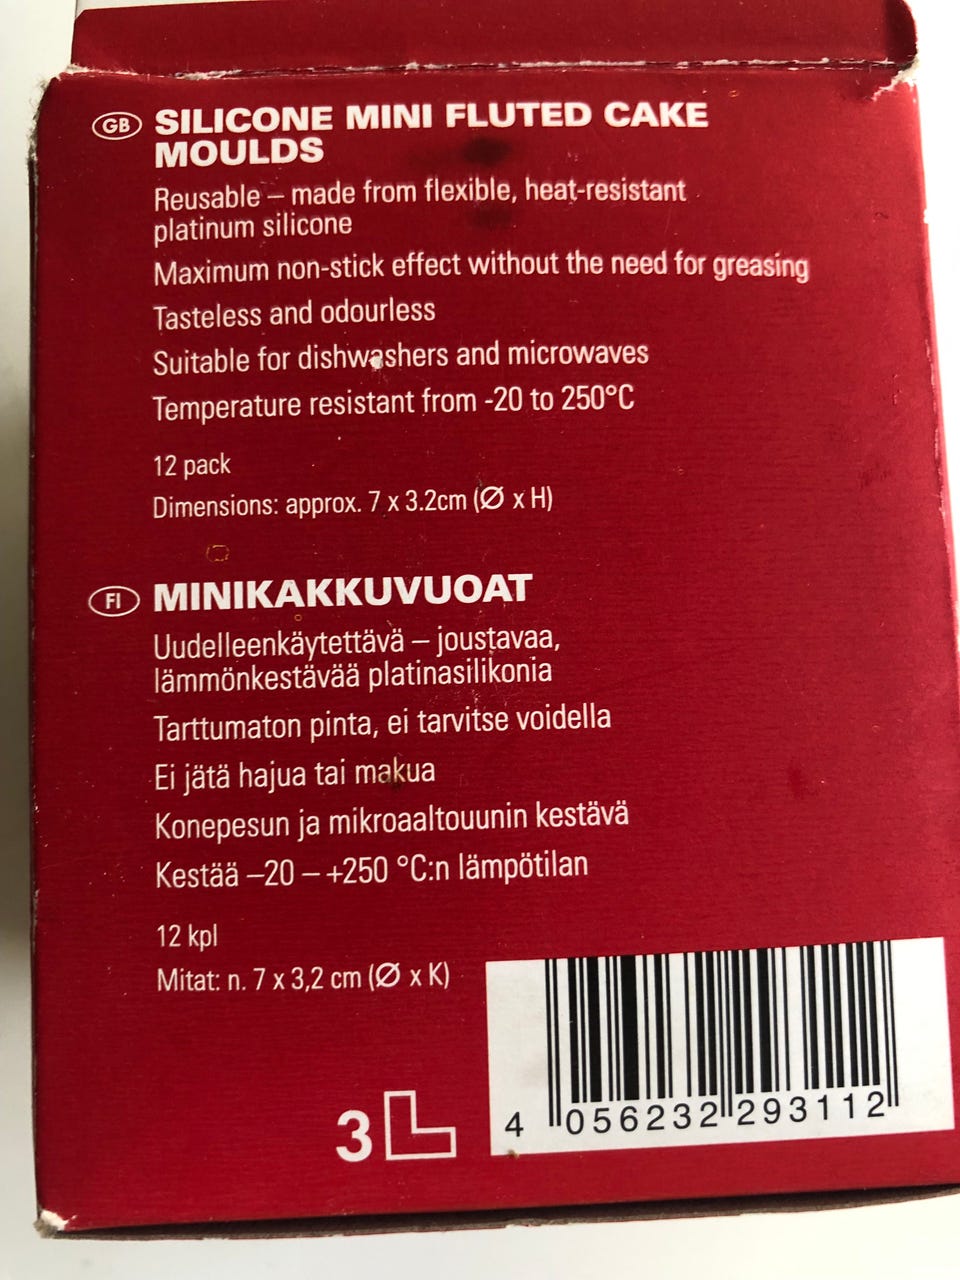 GB SILICONE MINI FLUTED CAKE
MOULDS
Reusable – made from flexible, heat-resistant
platinum silicone
Maximum non-stick effect without the need for greasing
Tasteless and odourless
Suitable for dishwashers and microwaves
Temperature resistant from -20 to 250°C
12 pack
Dimensions: approx. 7 x 3.2cm (Ø x H)
FI MINIKAKKUVUOAT
Uudelleenkäytettävä – joustavaa,
lämmönkestävää platinasilikonia
Tarttumaton pinta, ei tarvitse voidella
Ei jätä hajua tai makua
Konepesun ja mikroaaltouunin kestävä
Kestää –20 – +250 °C:n lämpötilan
12 kpl
Mitat: n. 7 x 3,2 cm (Ø x K)
3
4 056232 293112